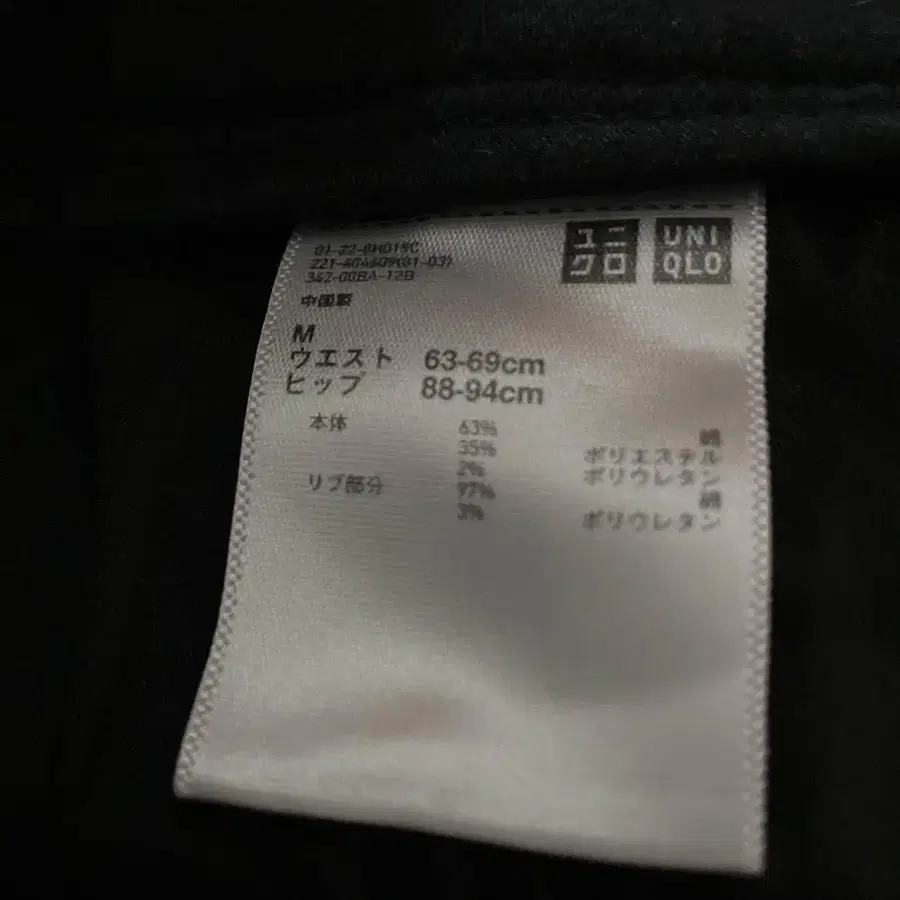 ユニ
クロ
UNI
QLO
中国製
M
ウエスト 63-69cm
ヒップ 88-94cm
本体 63% 綿
35% ポリエステル
2% ポリウレタン
リブ部分 97% 綿
3% ポリウレタン